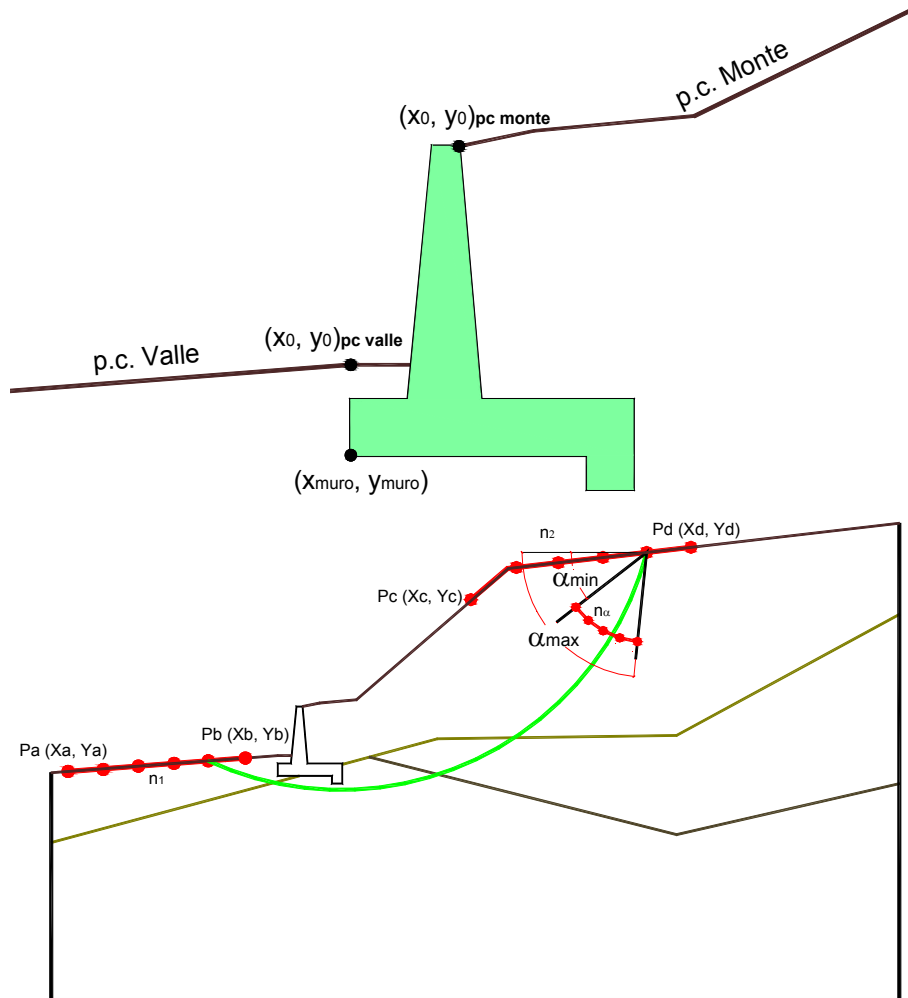 p.c. Monte
(x0, y0)pc monte
(x0, y0)pc valle
p.c. Valle
(xmuro, ymuro)
n2
Pd (Xd, Yd)
αmin
Pc (Xc, Yc)
nα
αmax
Pb (Xb, Yb)
Pa (Xa, Ya)
n1